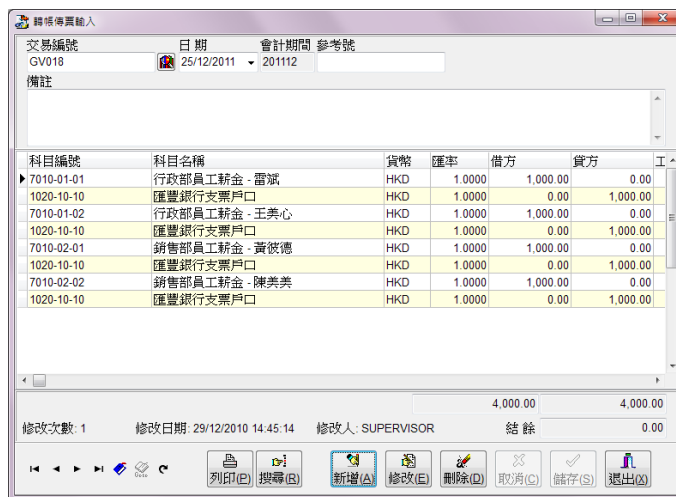 轉帳傳票輸入
交易編號 日 期 會計期間 參考號
GV018 25/12/2011 201112
備註
科目編號 科目名稱 貨幣 匯率 借方 貸方 工
7010-01-01 行政部員工薪金 - 雷斌 HKD 1.0000 1,000.00 0.00
1020-10-10 匯豐銀行支票戶口 HKD 1.0000 0.00 1,000.00
7010-01-02 行政部員工薪金 - 王美心 HKD 1.0000 1,000.00 0.00
1020-10-10 匯豐銀行支票戶口 HKD 1.0000 0.00 1,000.00
7010-02-01 銷售部員工薪金 - 黃彼德 HKD 1.0000 1,000.00 0.00
1020-10-10 匯豐銀行支票戶口 HKD 1.0000 0.00 1,000.00
7010-02-02 銷售部員工薪金 - 陳美美 HKD 1.0000 1,000.00 0.00
1020-10-10 匯豐銀行支票戶口 HKD 1.0000 0.00 1,000.00
4,000.00 4,000.00
修改次數: 1 修改日期: 29/12/2010 14:45:14 修改人: SUPERVISOR 結 餘 0.00
列印(P) 搜尋(R) 新增(A) 修改(E) 刪除(D) 取消(C) 儲存(S) 退出(X)